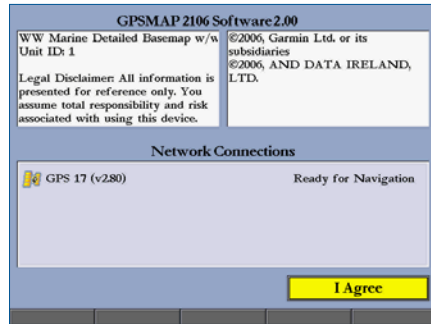 GPSMAP 2106 Software 2.00
WW Marine Detailed Basemap w/w
Unit ID: 1
Legal Disclaimer: All information is
presented for reference only. You
assume total responsibility and risk
associated with using this device.
©2006, Garmin Ltd. or its
subsidiaries
©2006, AND DATA IRELAND,
LTD.
Network Connections
GPS 17 (v2.80)
Ready for Navigation
I Agree